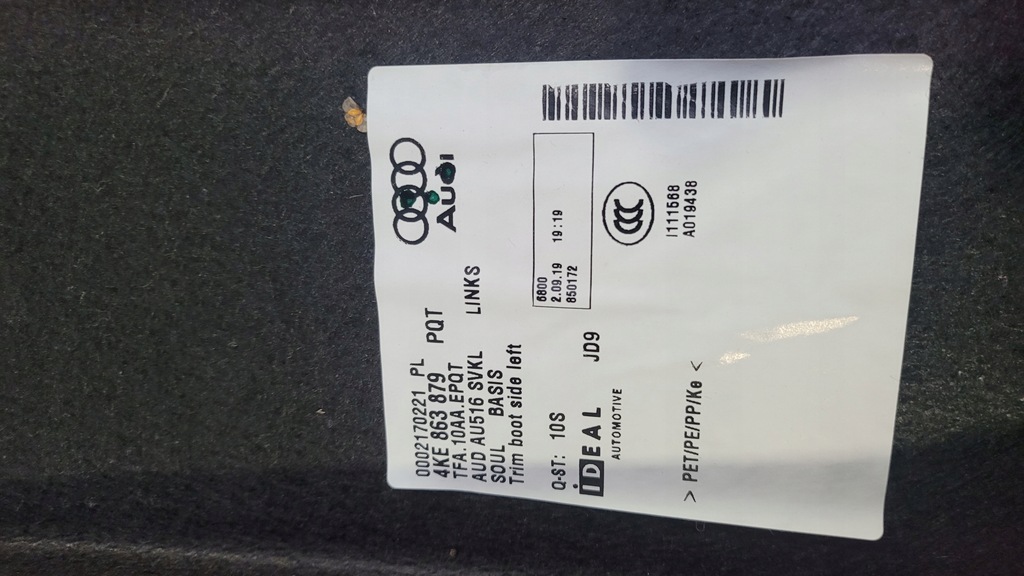 0002170221 PL
4KE 863 879 PQT
TFA.10AA.EPQT
AUD AU516 SVKL LINKS
SOUL BASIS
Trim boot side left
Audi
Q-ST: 10S
6800
2.09.19 19:19
850172
IDEAL
AUTOMOTIVE
JD9
CCC
I111568
A019438
> PET/PE/PP/Ke <